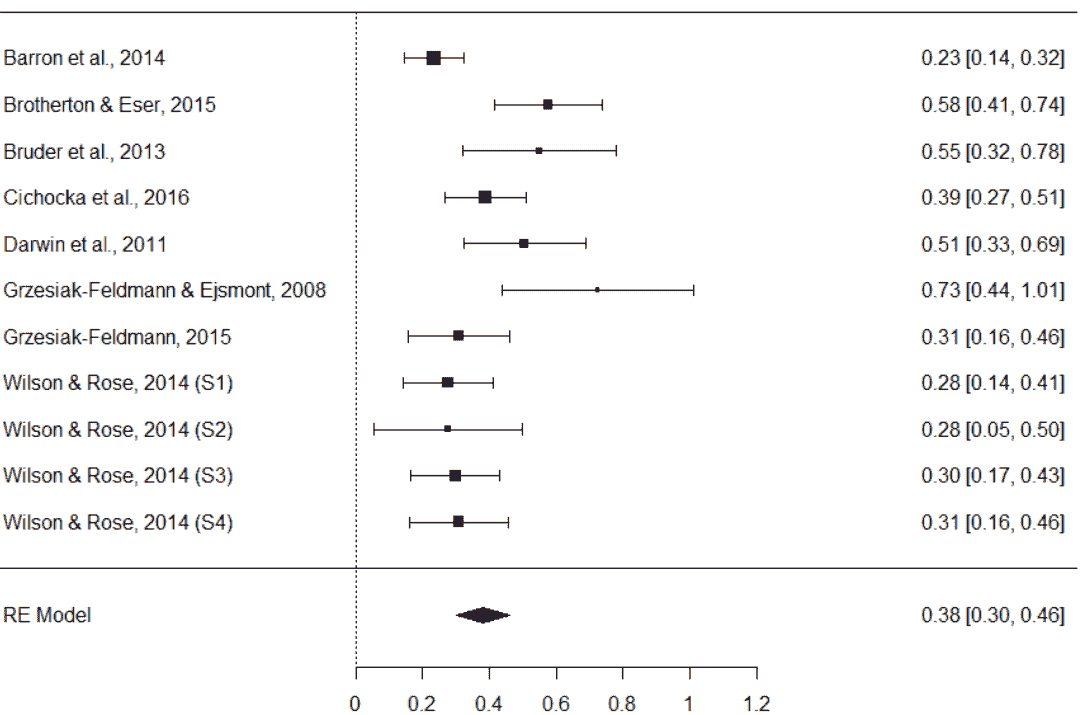 Barron et al., 2014 0.23 [0.14, 0.32]
Brotherton & Eser, 2015 0.58 [0.41, 0.74]
Bruder et al., 2013 0.55 [0.32, 0.78]
Cichocka et al., 2016 0.39 [0.27, 0.51]
Darwin et al., 2011 0.51 [0.33, 0.69]
Grzesiak-Feldmann & Ejsmont, 2008 0.73 [0.44, 1.01]
Grzesiak-Feldmann, 2015 0.31 [0.16, 0.46]
Wilson & Rose, 2014 (S1) 0.28 [0.14, 0.41]
Wilson & Rose, 2014 (S2) 0.28 [0.05, 0.50]
Wilson & Rose, 2014 (S3) 0.30 [0.17, 0.43]
Wilson & Rose, 2014 (S4) 0.31 [0.16, 0.46]
RE Model 0.38 [0.30, 0.46]
0 0.2 0.4 0.6 0.8 1 1.2